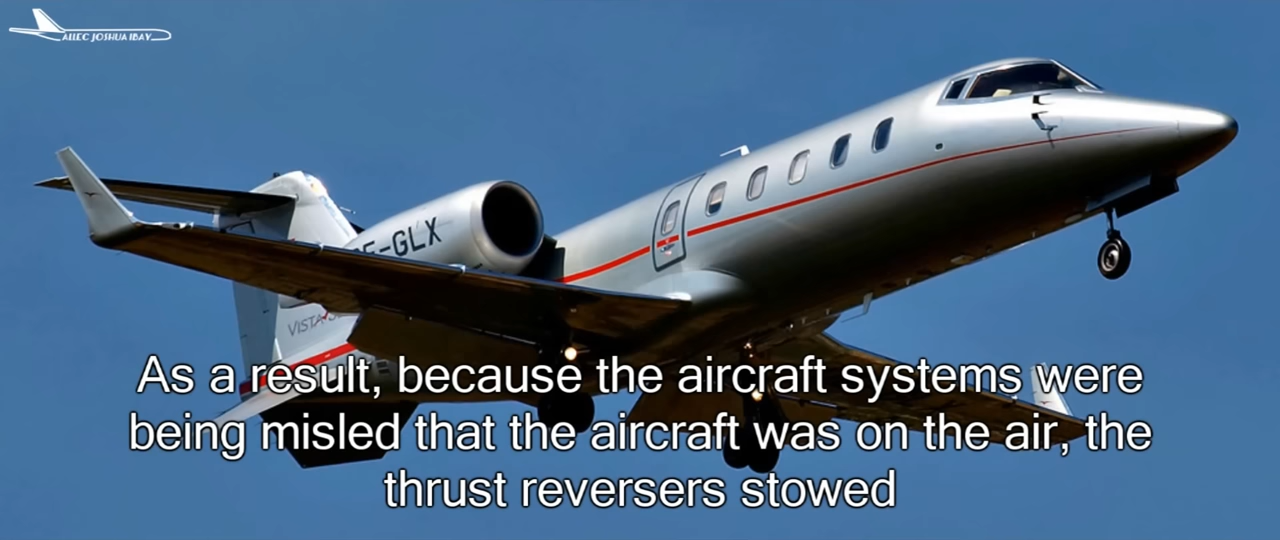 ALLEC JOSHUA IBAY
E-GLX
VISTA
As a result, because the aircraft systems were
being misled that the aircraft was on the air, the
thrust reversers stowed